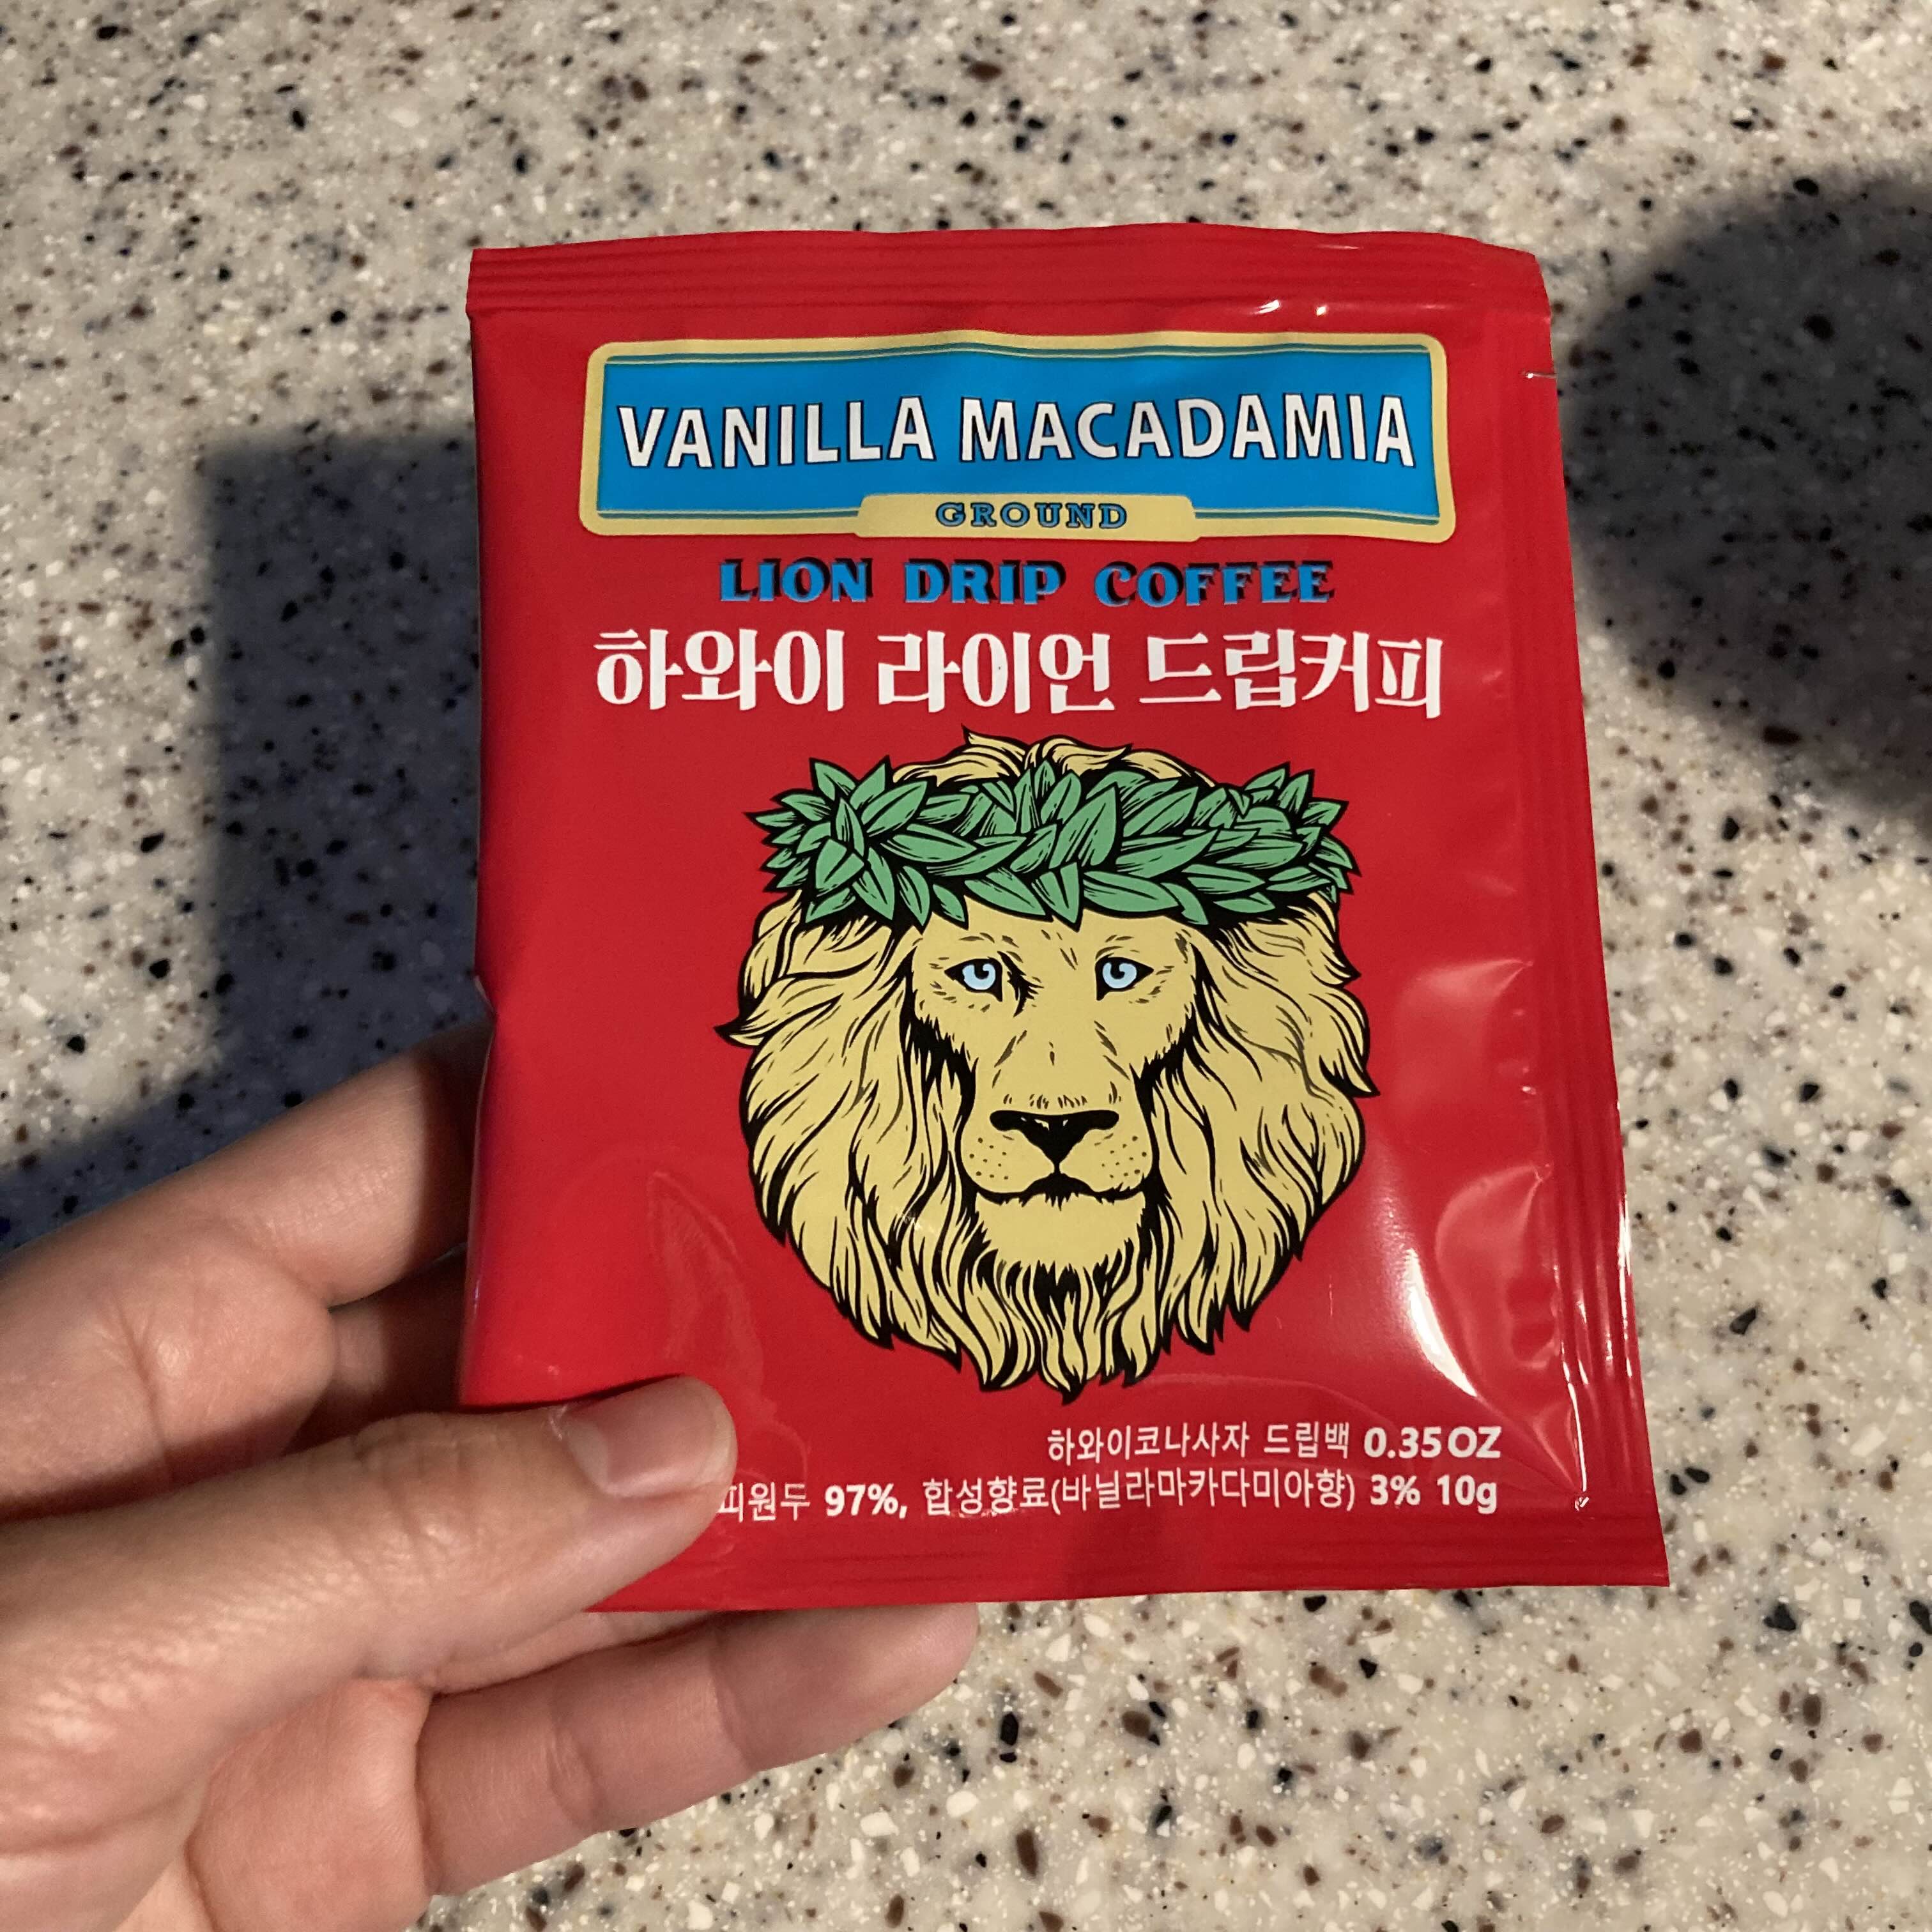 VANILLA MACADAMIA
GROUND
LION DRIP COFFEE
하와이 라이언 드립커피
하와이코나사자 드립백 0.35OZ
피원두 97%, 합성향료(바닐라마카다미아향) 3% 10g